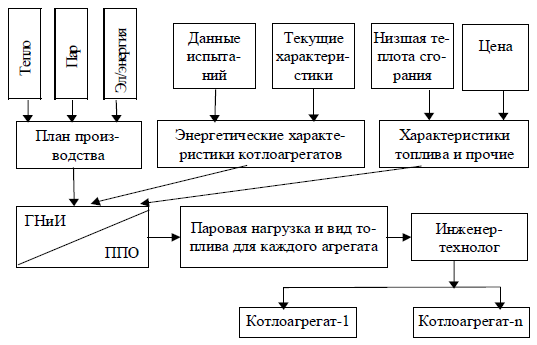 Тепло
Пар
Эл/энергия
Данные
испыта-
ний
Текущие
характери-
стики
Низшая те-
плота сго-
рания
Цена
План произ-
водства
Энергетические характе-
ристики котлоагрегатов
Характеристики
топлива и прочие
ГНиИ
ППО
Паровая нагрузка и вид то-
плива для каждого агрегата
Инженер-
технолог
Котлоагрегат-1
Котлоагрегат-n